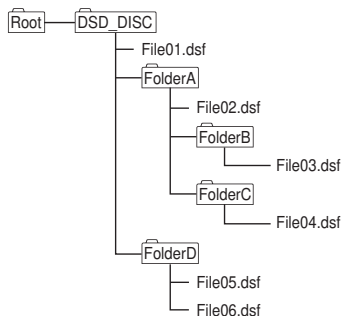 Root DSD_DISC
File01.dsf
FolderA
File02.dsf
FolderB
File03.dsf
FolderC
File04.dsf
FolderD
File05.dsf
File06.dsf